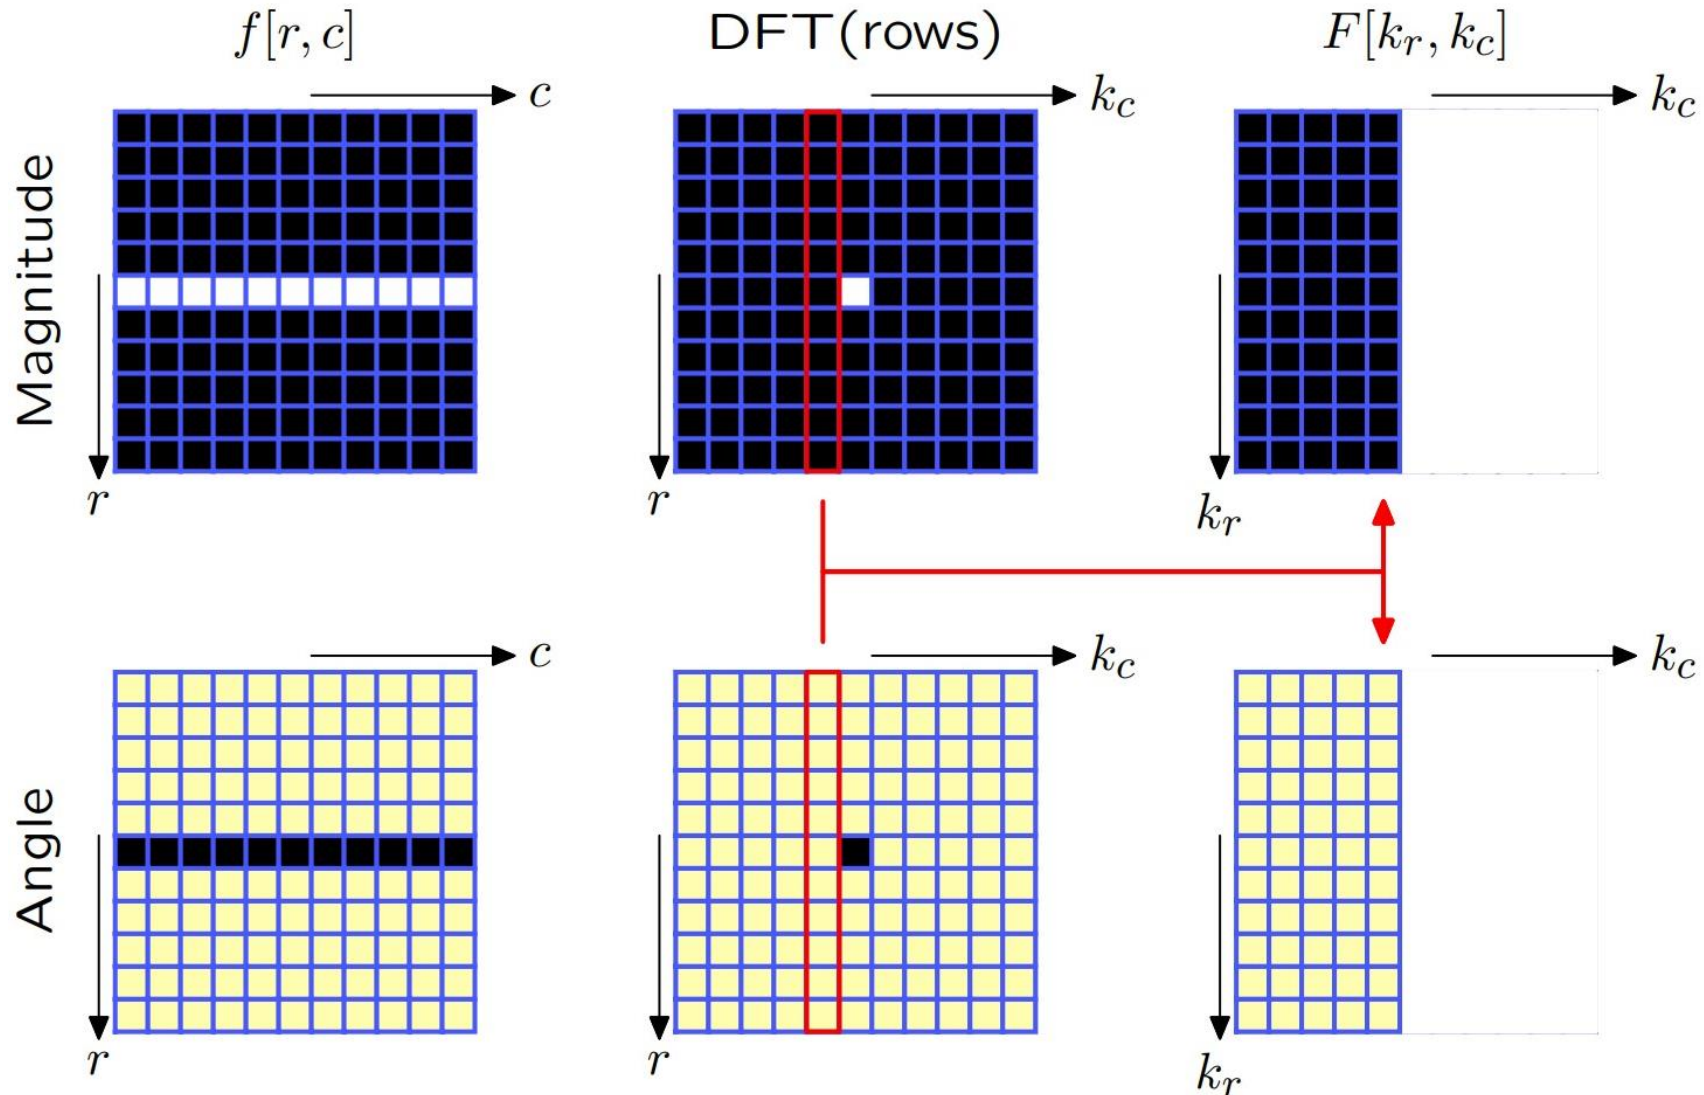 f[r, c]
DFT(rows)
F[k_r, k_c]
c
k_c
k_c
Magnitude
r
r
k_r
c
k_c
k_c
Angle
r
r
k_r